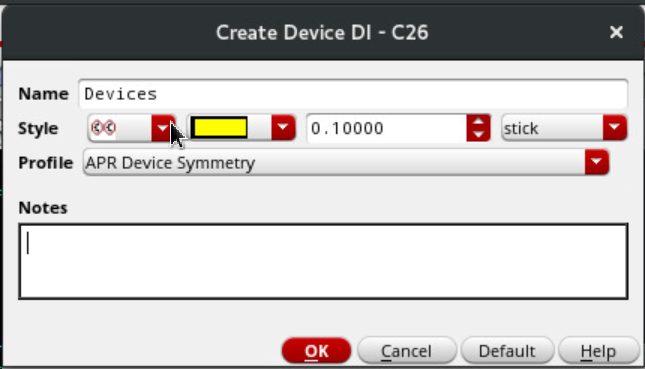 Create Device DI - C26
Name Devices
Style 0.10000 stick
Profile APR Device Symmetry
Notes
OK Cancel Default Help